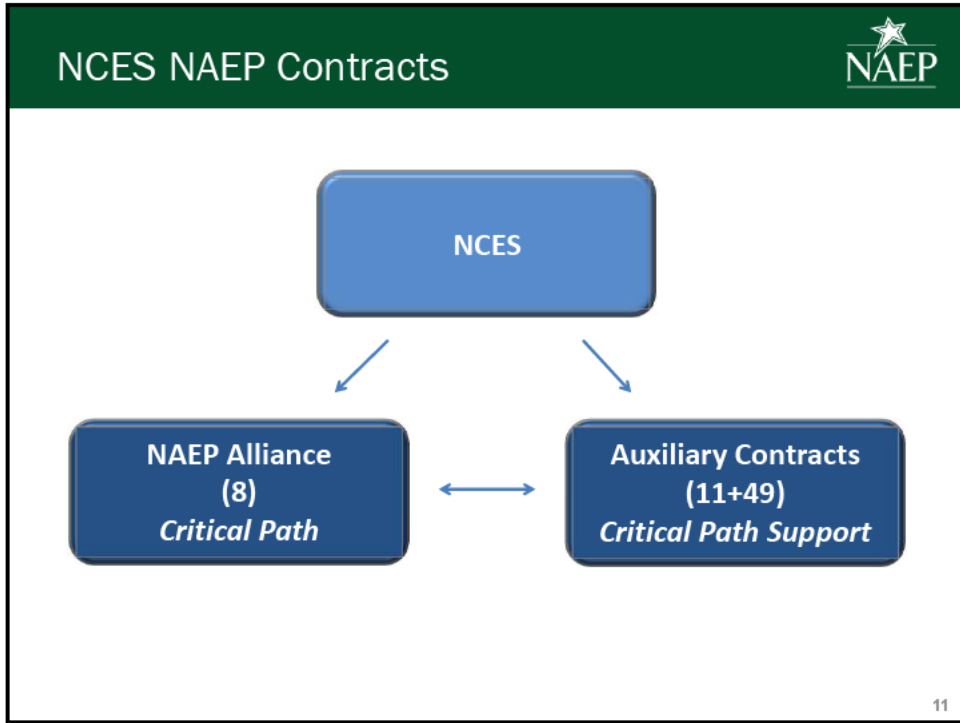 NCES NAEP Contracts
NAEP
NCES
NAEP Alliance
(8)
Critical Path
Auxiliary Contracts
(11+49)
Critical Path Support
11